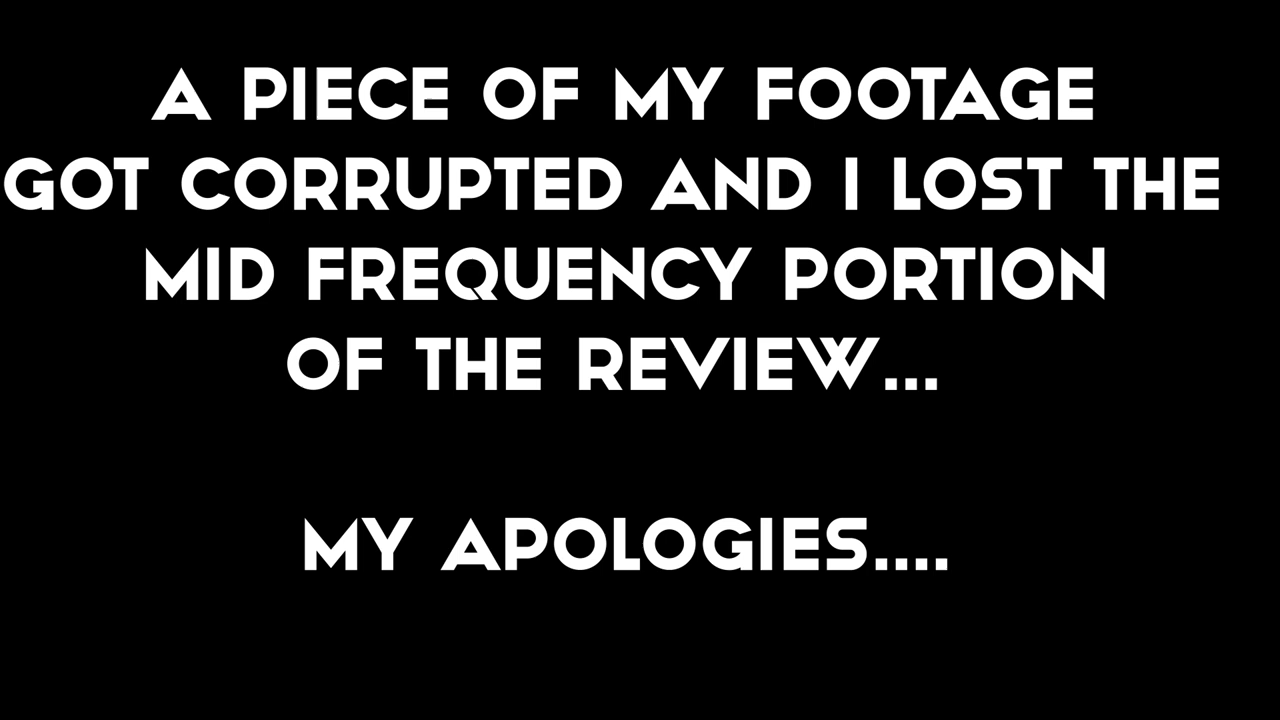 A PIECE OF MY FOOTAGE
GOT CORRUPTED AND I LOST THE
MID FREQUENCY PORTION
OF THE REVIEW...
MY APOLOGIES....